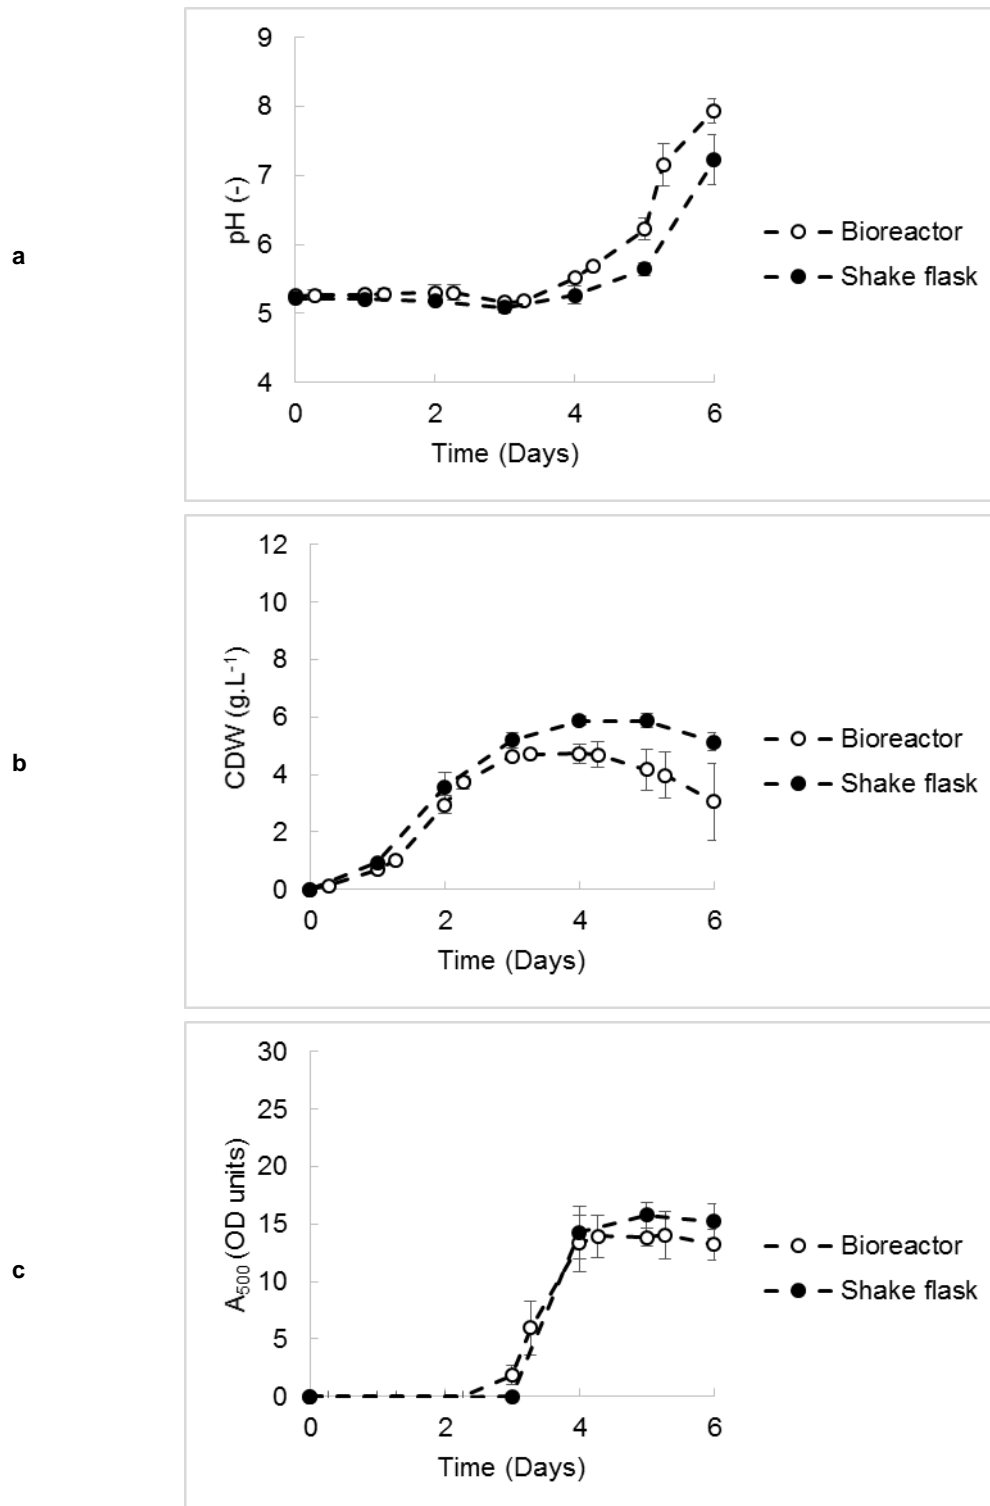 a
9
8
7
6
5
4
pH (-)
0 2 4 6
Time (Days)
Bioreactor
Shake flask
b
12
10
8
6
4
2
0
CDW (g.L⁻¹)
0 2 4 6
Time (Days)
Bioreactor
Shake flask
c
30
25
20
15
10
5
0
A₅₀₀ (OD units)
0 2 4 6
Time (Days)
Bioreactor
Shake flask